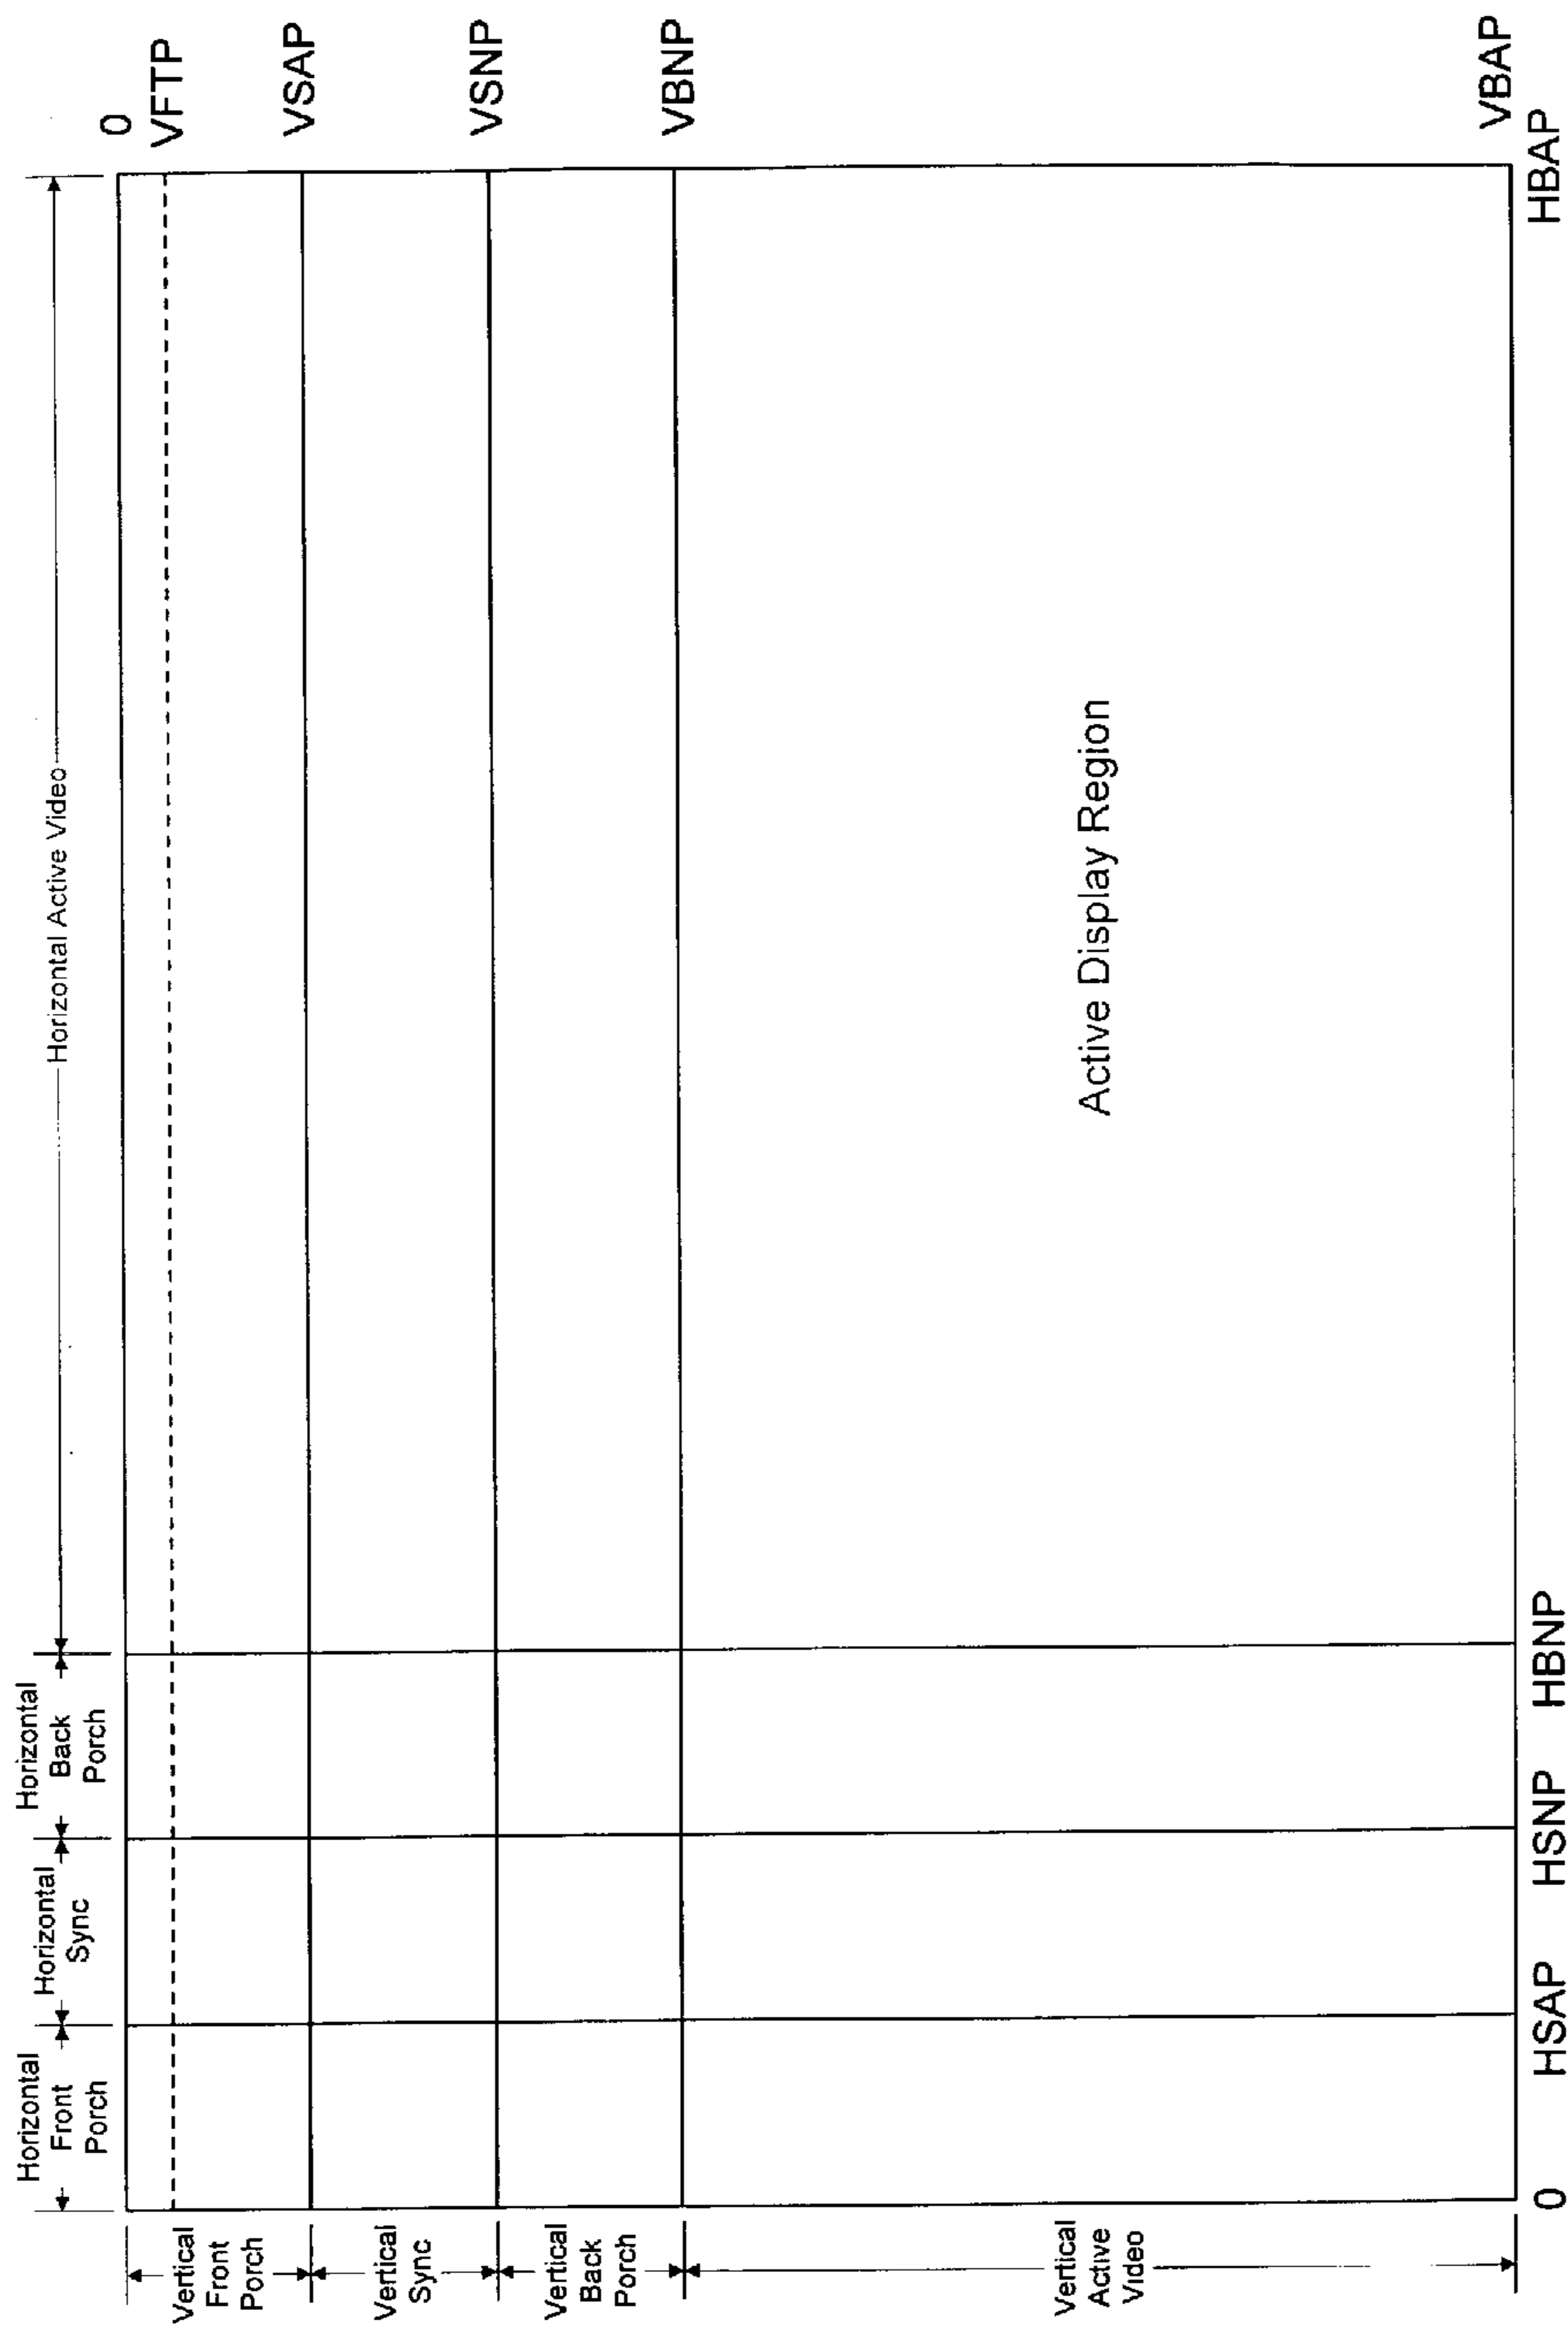 Horizontal
Front
Porch
Horizontal
Sync
Horizontal
Back
Porch
Horizontal Active Video
0
VFTP
VSAP
VSNP
VBNP
VBAP
Vertical
Front
Porch
Vertical
Sync
Vertical
Back
Porch
Vertical
Active
Video
Active Display Region
0
HSAP
HSNP
HBNP
HBAP